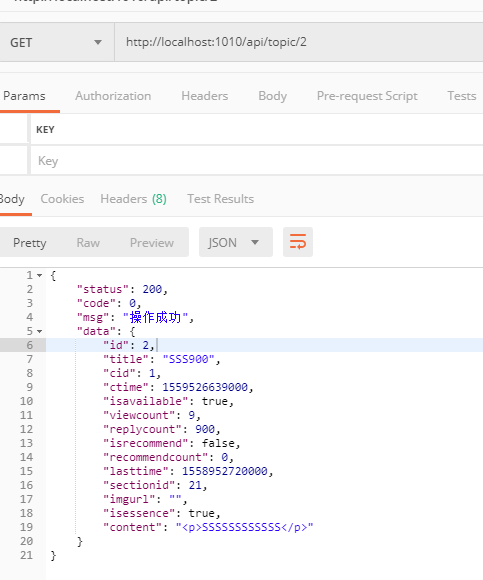 http://localhost:1010/api/topic/2
GET http://localhost:1010/api/topic/2
Params Authorization Headers Body Pre-request Script Tests
KEY
Key
Body Cookies Headers (8) Test Results
Pretty Raw Preview JSON
1 {
2 "status": 200,
3 "code": 0,
4 "msg": "操作成功",
5 "data": {
6 "id": 2,
7 "title": "SSS900",
8 "cid": 1,
9 "ctime": 1559526639000,
10 "isavailable": true,
11 "viewcount": 9,
12 "replycount": 900,
13 "isrecommend": false,
14 "recommendcount": 0,
15 "lasttime": 1558952720000,
16 "sectionid": 21,
17 "imgurl": "",
18 "isessence": true,
19 "content": "<p>SSSSSSSSSSSS</p>"
20 }
21 }